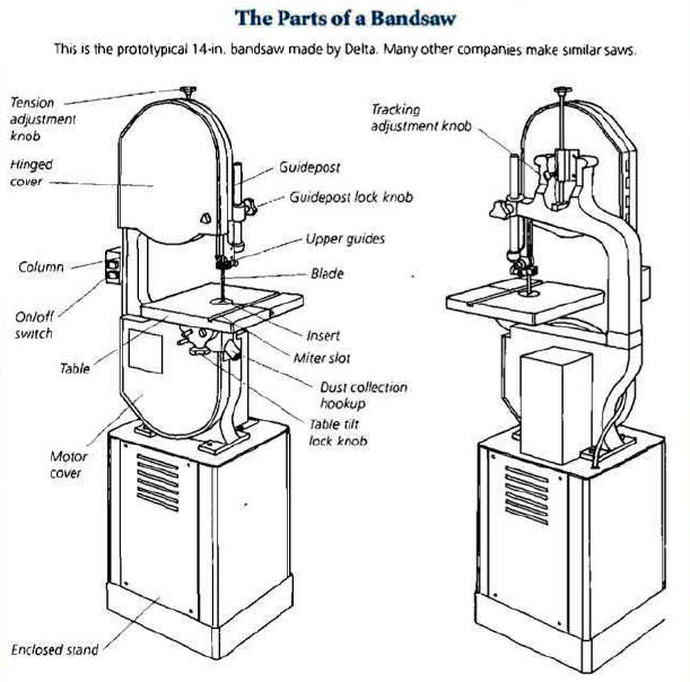 The Parts of a Bandsaw
This is the prototypical 14-in. bandsaw made by Delta. Many other companies make similar saws.
Tension
adjustment
knob
Hinged
cover
Column
On/off
switch
Table
Motor
cover
Enclosed stand
Guidepost
Guidepost lock knob
Upper guides
Blade
Insert
Miter slot
Dust collection
hookup
Table tilt
lock knob
Tracking
adjustment knob